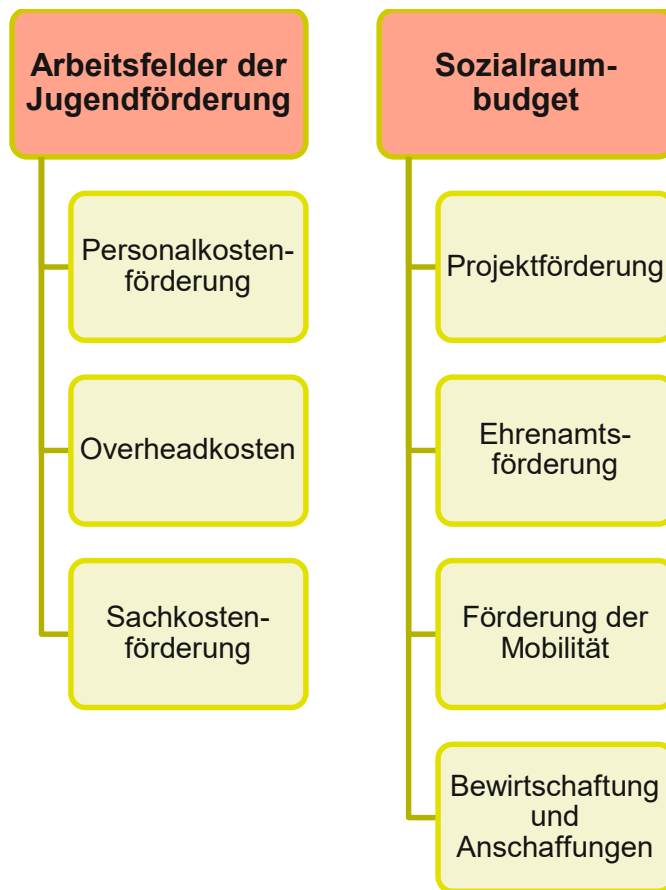 Arbeitsfelder der
Jugendförderung
Personalkosten-
förderung
Overheadkosten
Sachkosten-
förderung
Sozialraum-
budget
Projektförderung
Ehrenamts-
förderung
Förderung der
Mobilität
Bewirtschaftung
und
Anschaffungen